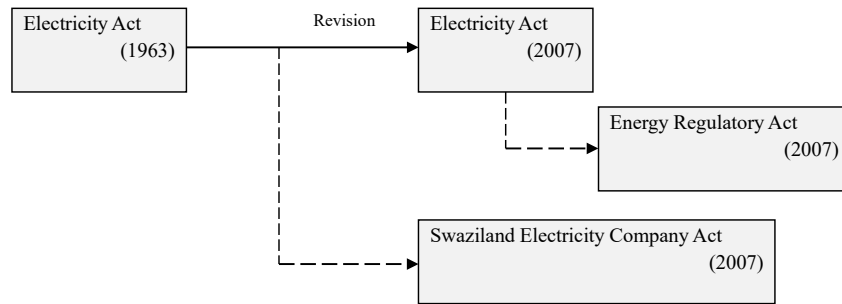 Electricity Act
(1963)
Revision
Electricity Act
(2007)
Energy Regulatory Act
(2007)
Swaziland Electricity Company Act
(2007)